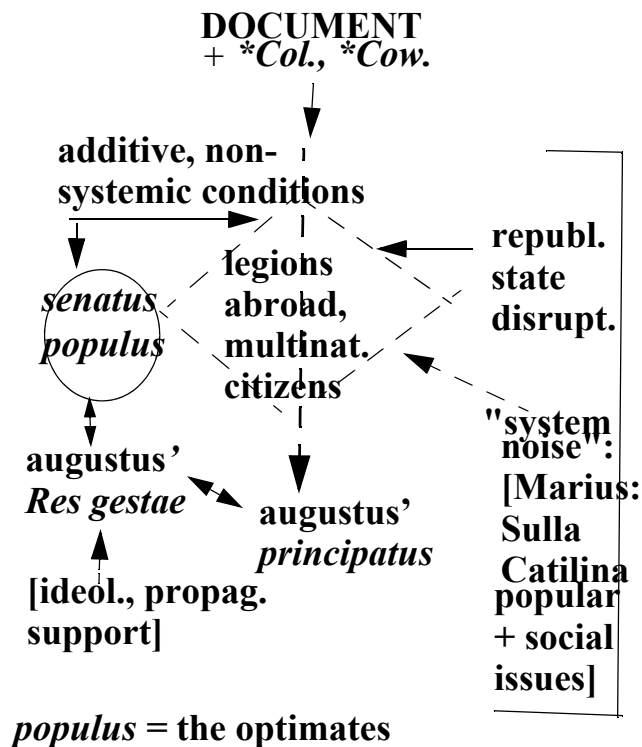 DOCUMENT
+ *Col., *Cow.
additive, non-
systemic conditions
senatus
populus
legions
abroad,
multinat.
citizens
republ.
state
disrupt.
"system
noise":
[Marius:
Sulla
Catilina
popular
+ social
issues]
augustus’
Res gestae
augustus’
principatus
[ideol., propag.
support]
populus = the optimates